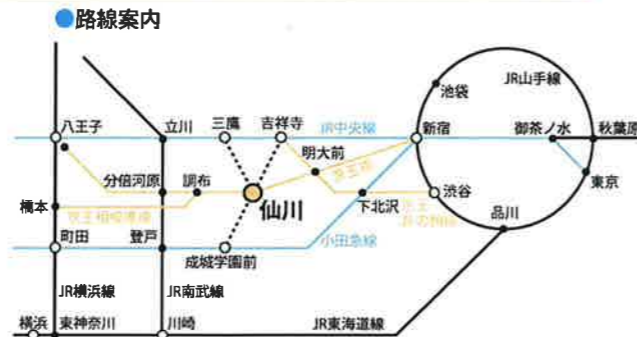 ●路線案内
JR山手線
池袋
八王子
立川
三鷹
吉祥寺
JR中央線
新宿
御茶ノ水
秋葉原
明大前
京王線
分倍河原
調布
東京
橋本
京王相模原線
仙川
下北沢
渋谷
京王
井の頭線
品川
町田
登戸
成城学園前
小田急線
JR横浜線
JR南武線
横浜
東神奈川
川崎
JR東海道線